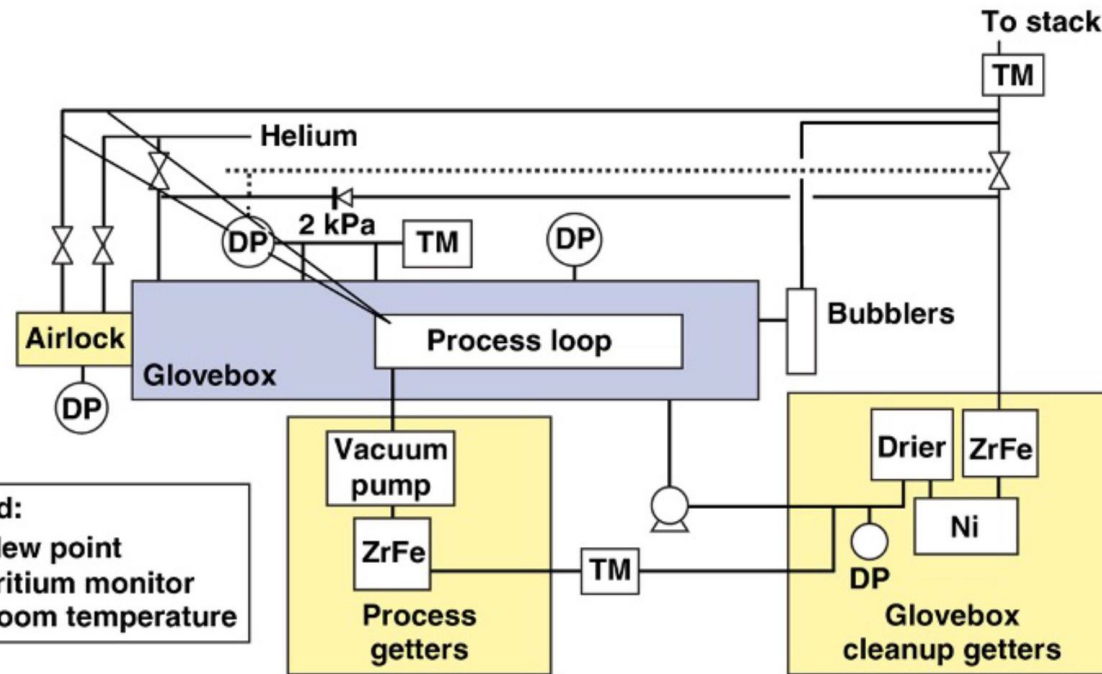 To stack
TM
Helium
2 kPa
DP
TM
DP
Airlock
Process loop
Bubblers
Glovebox
DP
Vacuum
pump
Drier
ZrFe
ZrFe
Ni
TM
DP
d:
ew point
ritium monitor
oom temperature
Process
getters
Glovebox
cleanup getters